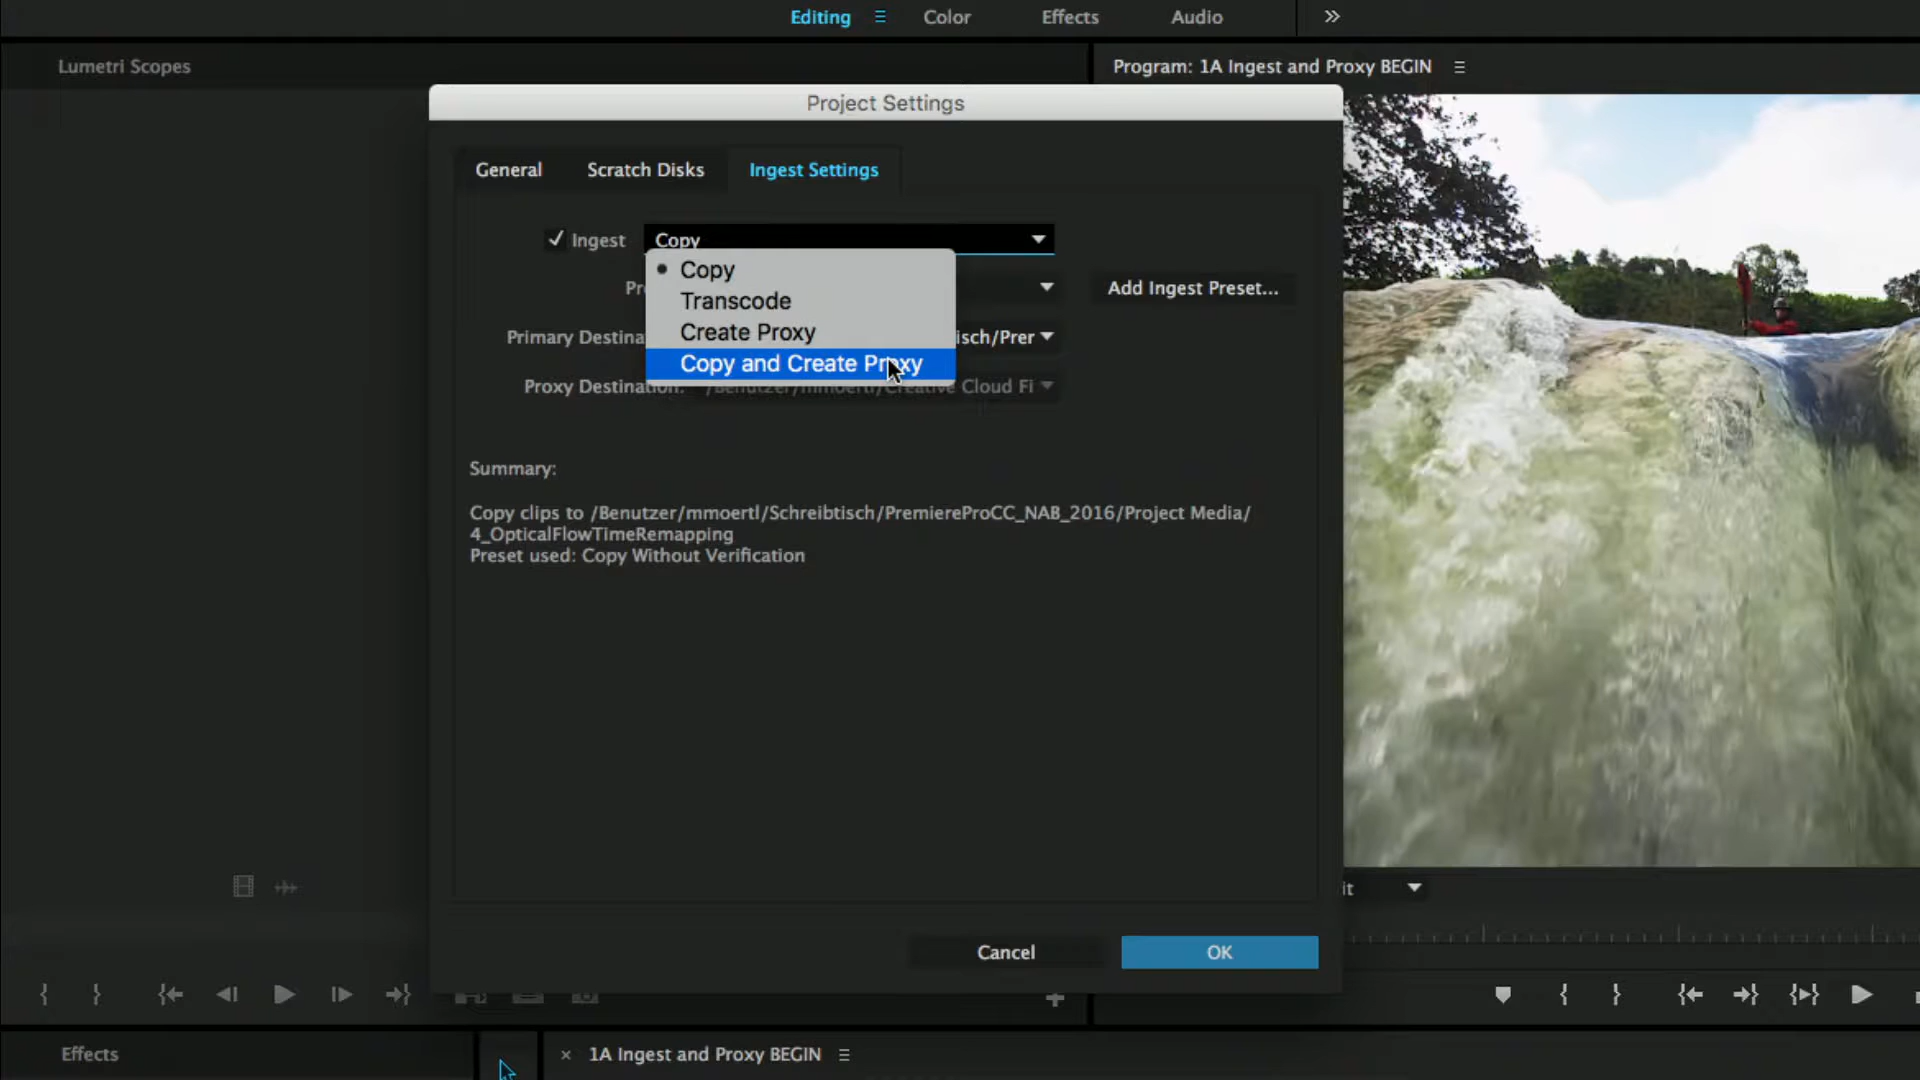 Editing Color Effects Audio
Lumetri Scopes
Program: 1A Ingest and Proxy BEGIN
Project Settings
General Scratch Disks Ingest Settings
Ingest Copy
Copy
Transcode
Create Proxy
Copy and Create Proxy
Add Ingest Preset...
Primary Destina isch/Prer
Proxy Destination: /Benutzer/mmoertl/Creative Cloud Fi
Summary:
Copy clips to /Benutzer/mmoertl/Schreibtisch/PremiereProCC_NAB_2016/Project Media/
4_OpticalFlowTimeRemapping
Preset used: Copy Without Verification
Cancel OK
Effects
1A Ingest and Proxy BEGIN